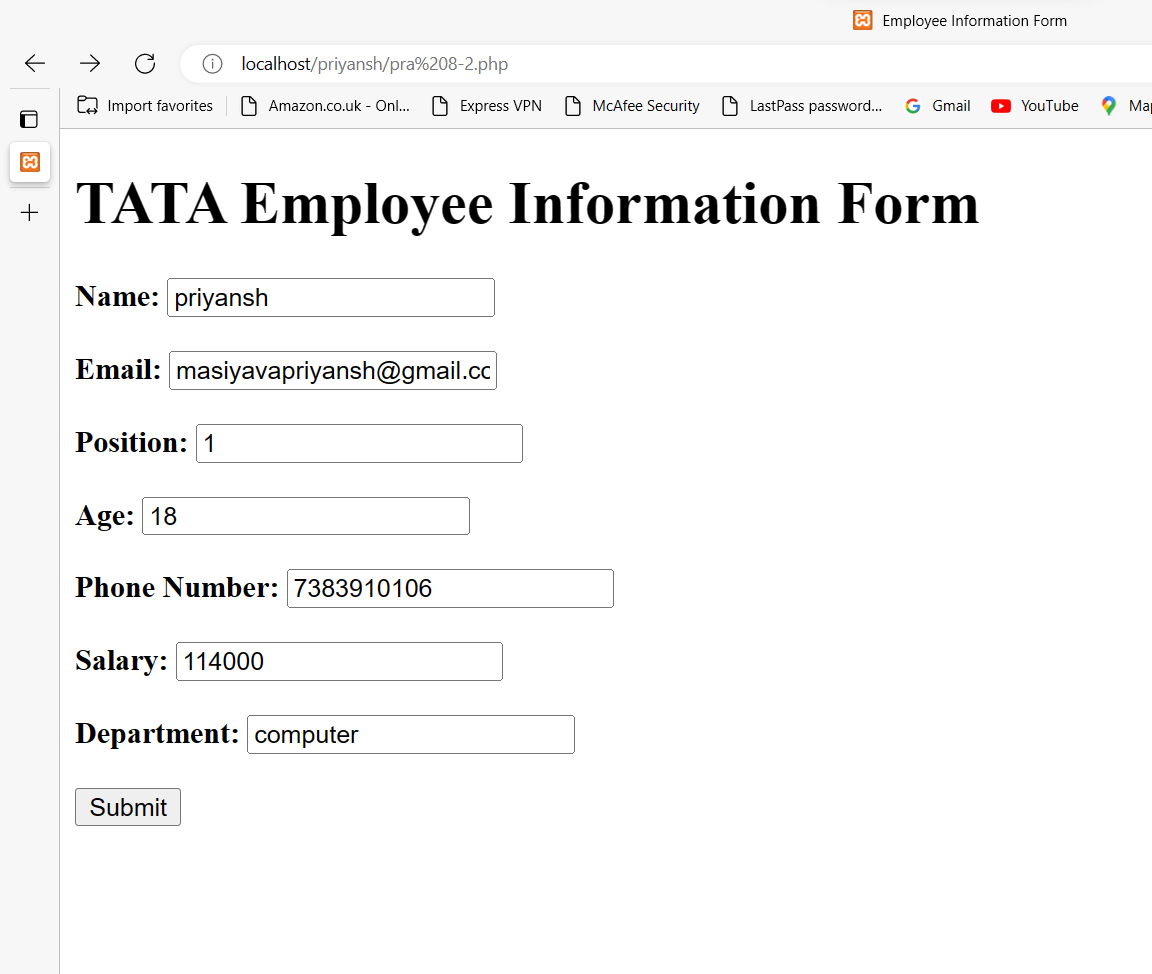 Employee Information Form
localhost/priyansh/pra%208-2.php
Import favorites Amazon.co.uk - Onl... Express VPN McAfee Security LastPass password... Gmail YouTube
TATA Employee Information Form
Name: priyansh
Email: masiyavapriyansh@gmail.co
Position: 1
Age: 18
Phone Number: 7383910106
Salary: 114000
Department: computer
Submit